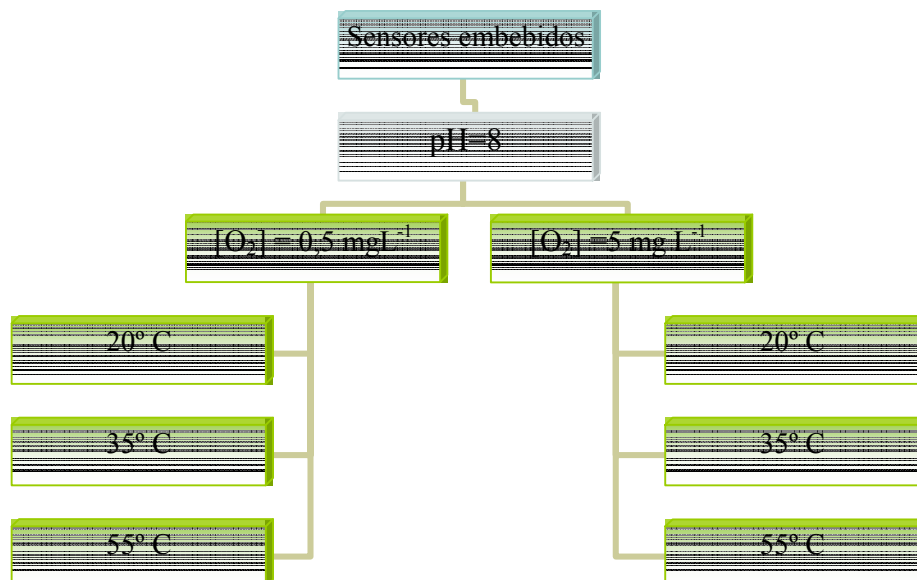 Sensores embebidos
pH=8
[O₂] = 0,5 mgL⁻¹
[O₂] =5 mg L⁻¹
20º C
20º C
35º C
35º C
55º C
55º C